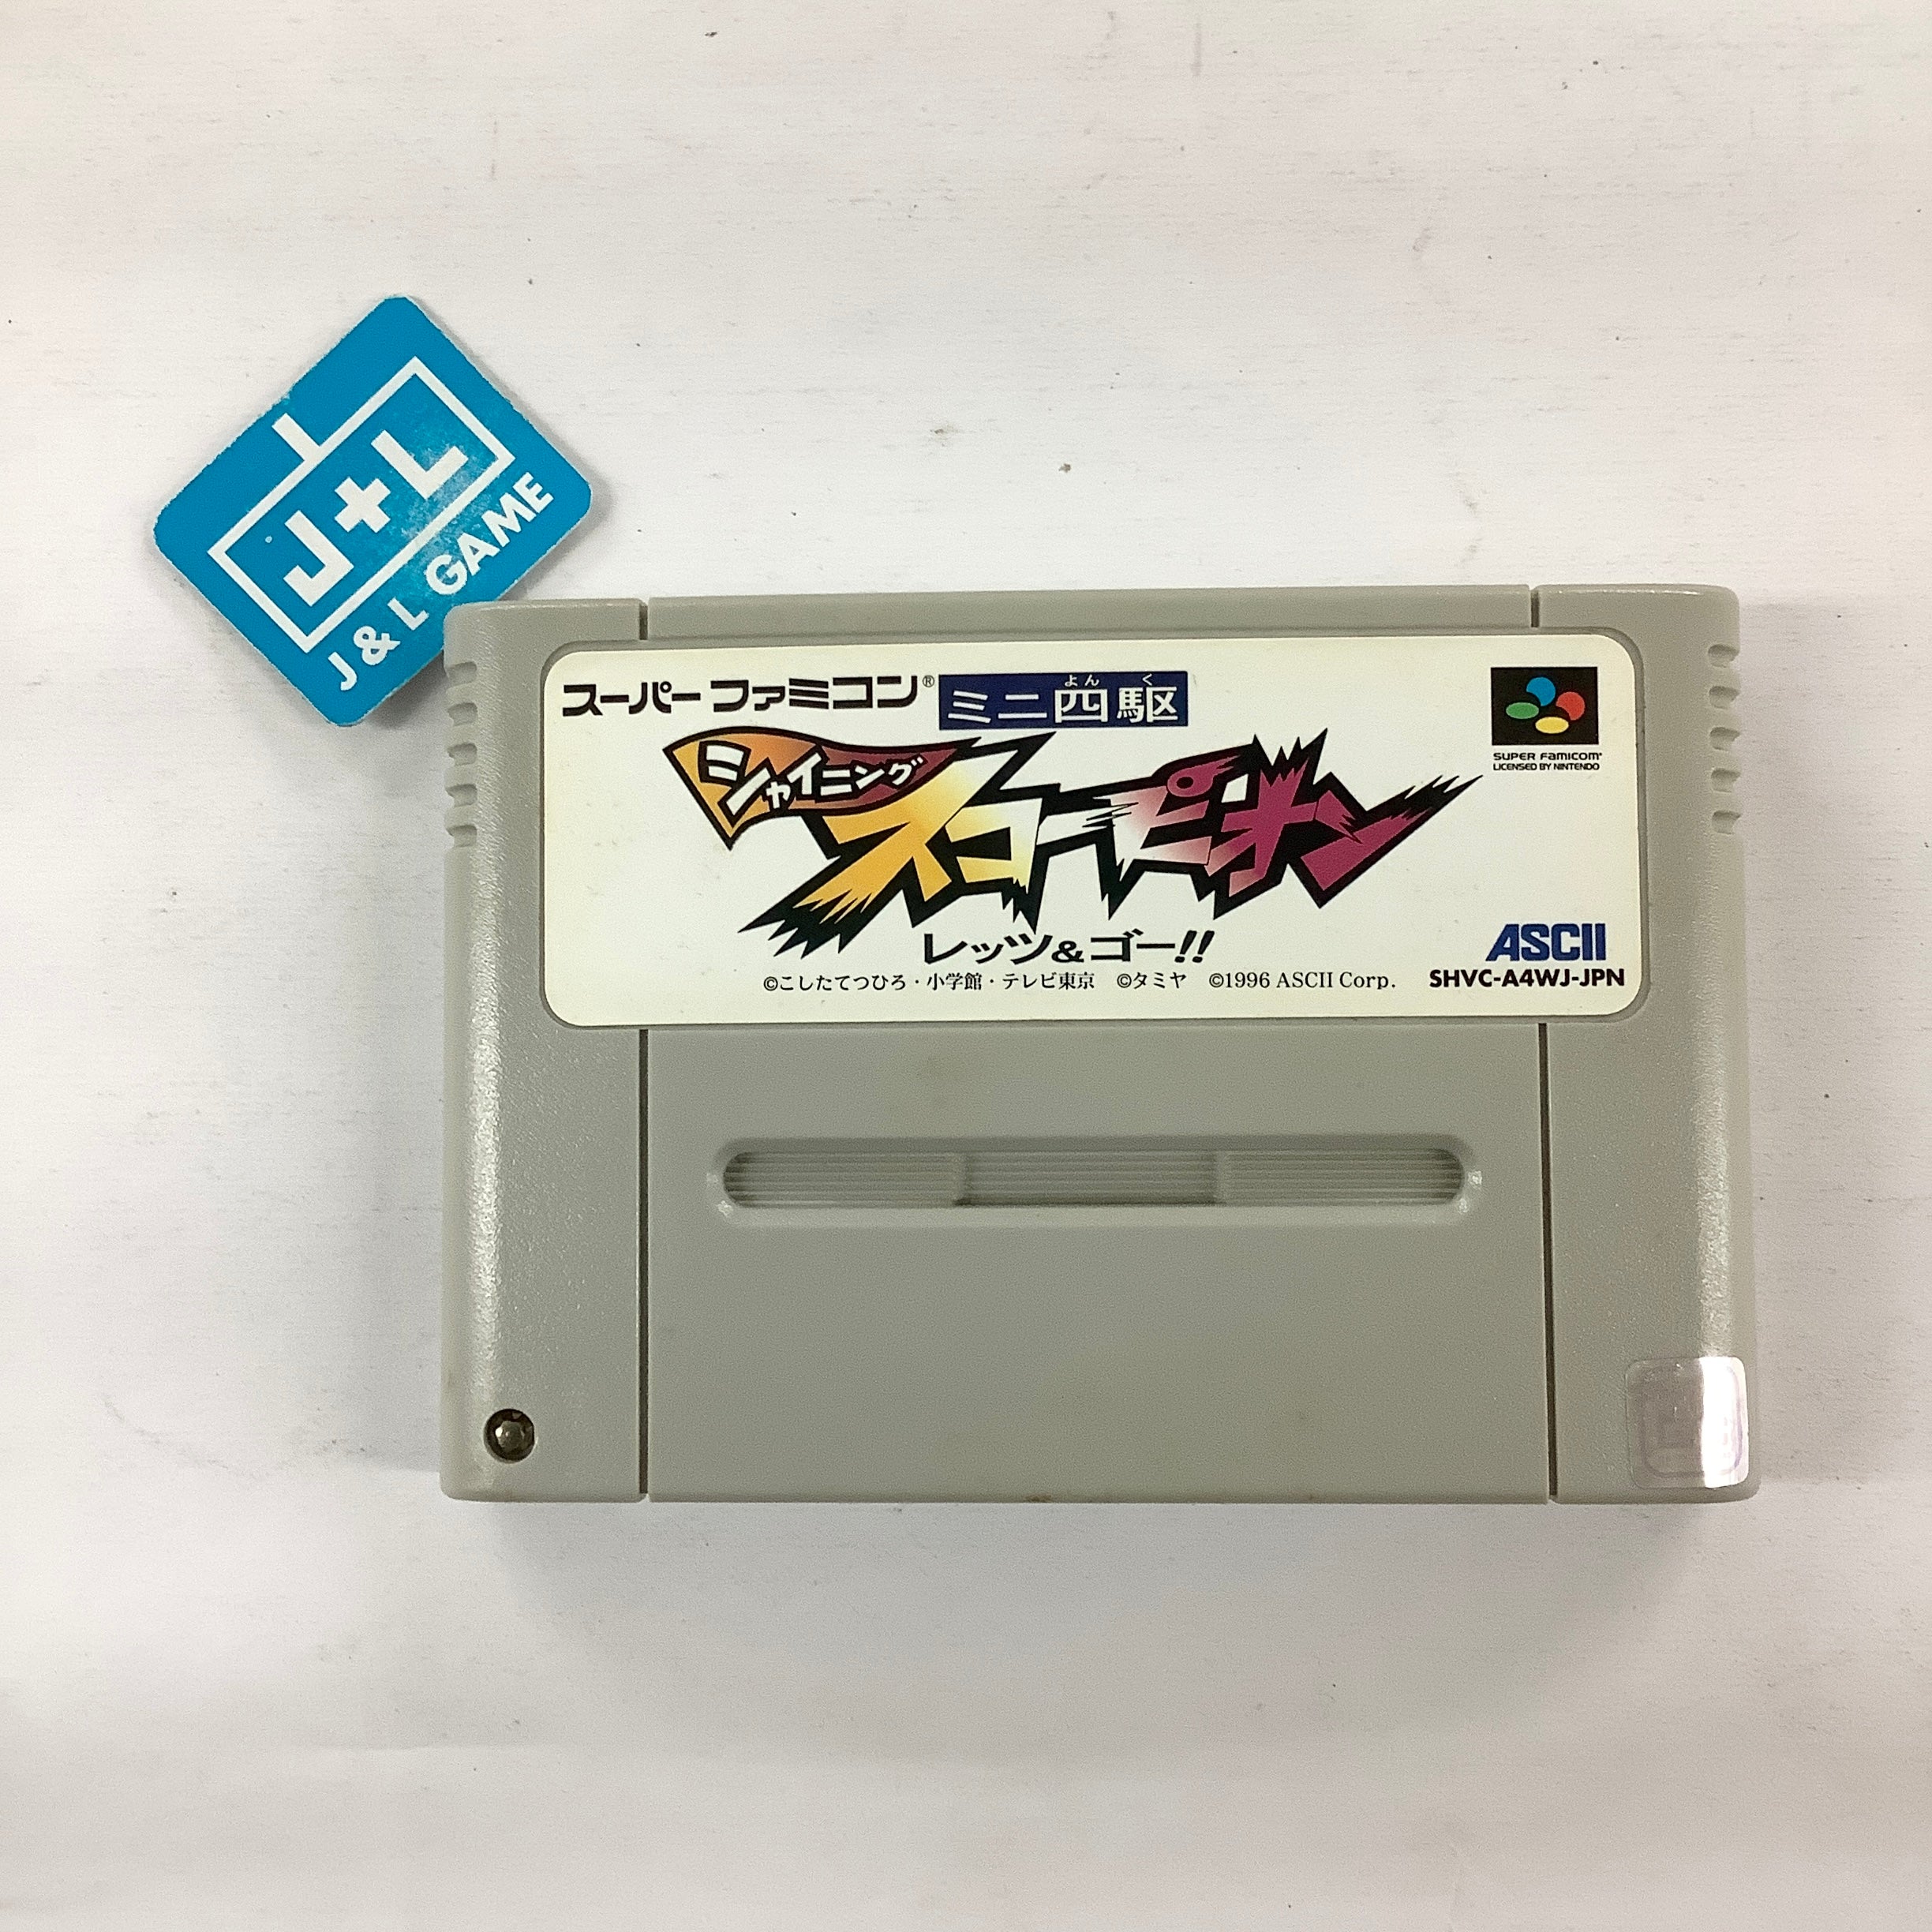 J+L
J & L GAME
スーパーファミコン® ミニ四駆
よんく
シャイニング
スコーピオン
レッツ&ゴー!!
SUPER FAMICOM®
LICENSED BY NINTENDO
ASCII
©こしたてつひろ・小学館・テレビ東京 ©タミヤ ©1996 ASCII Corp.
SHVC-A4WJ-JPN